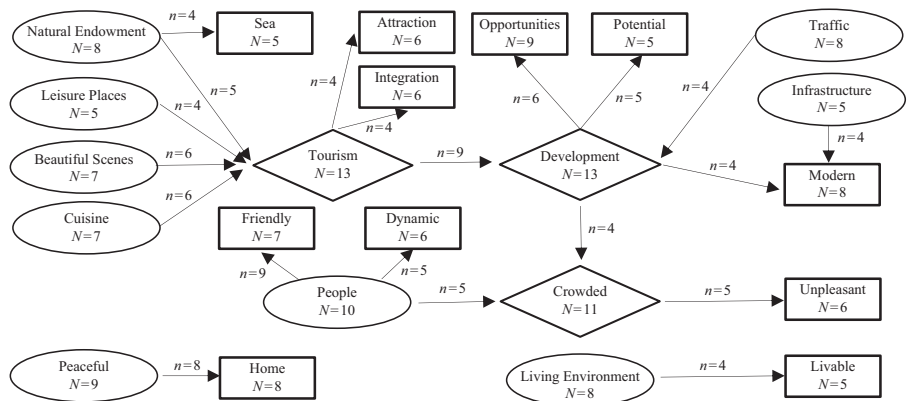 Natural Endowment
N=8
n=4
Sea
N=5
Attraction
N=6
Opportunities
N=9
Potential
N=5
Traffic
N=8
n=5
n=4
Integration
N=6
n=6
n=5
n=4
Infrastructure
N=5
Leisure Places
N=5
n=4
n=4
n=4
Beautiful Scenes
N=7
n=6
Tourism
N=13
n=9
Development
N=13
n=4
Modern
N=8
Cuisine
N=7
n=6
Friendly
N=7
Dynamic
N=6
n=4
n=9
n=5
People
N=10
n=5
Crowded
N=11
n=5
Unpleasant
N=6
Peaceful
N=9
n=8
Home
N=8
Living Environment
N=8
n=4
Livable
N=5